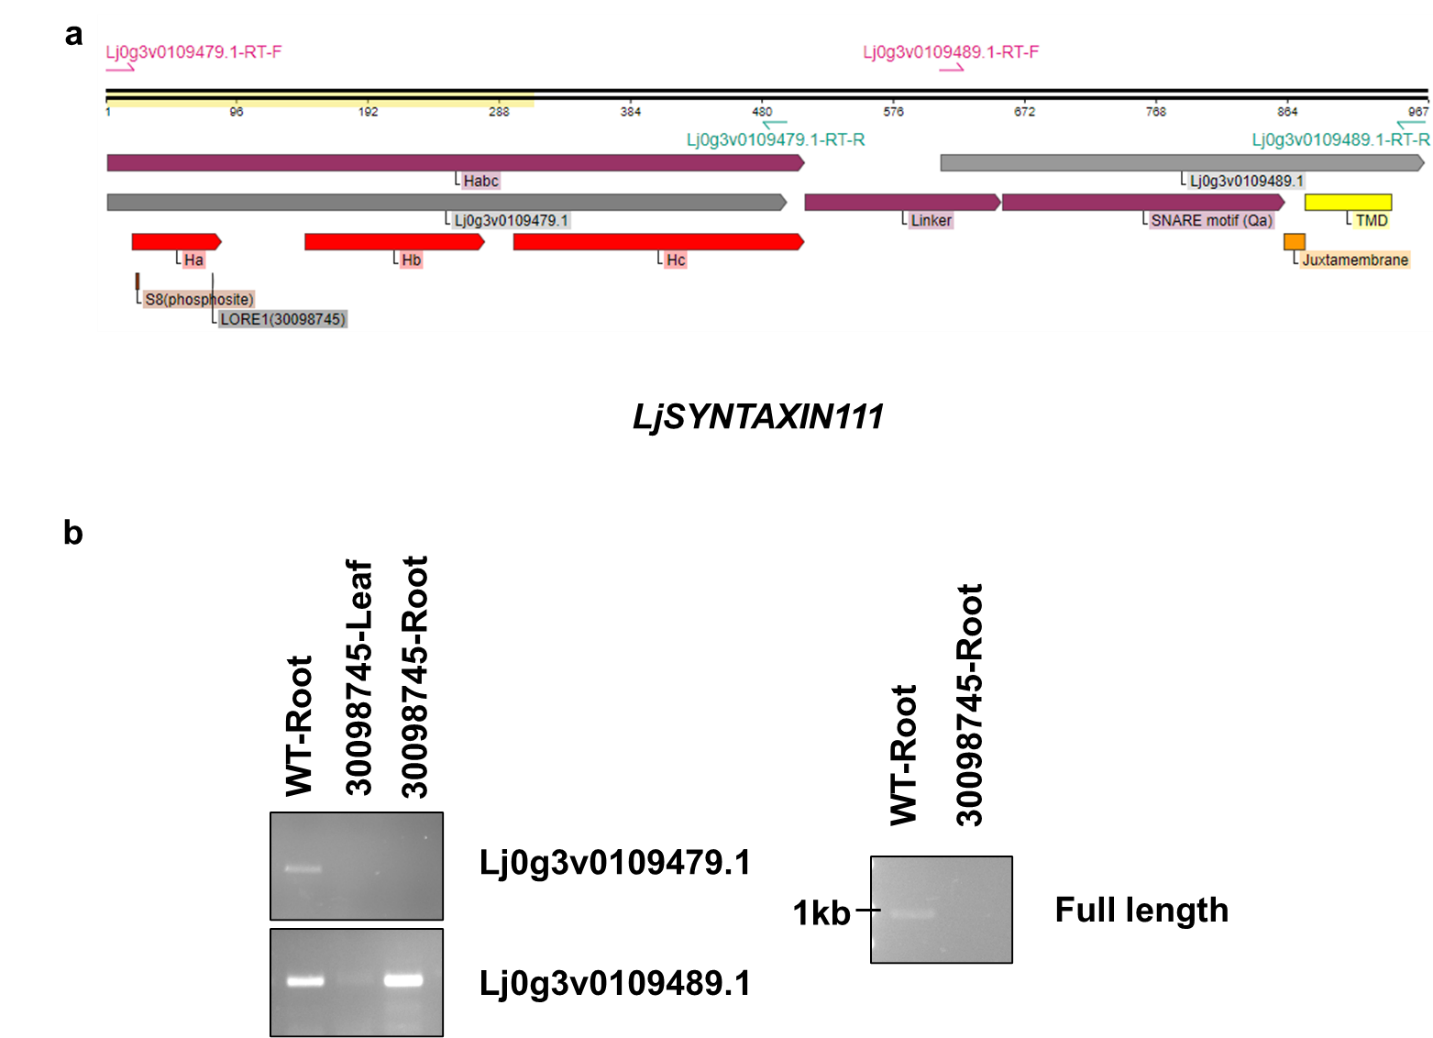 a
Lj0g3v0109479.1-RT-F
Lj0g3v0109489.1-RT-F
1 96 192 288 384 480 576 672 768 864 967
Lj0g3v0109479.1-RT-R
Lj0g3v0109489.1-RT-R
Habc
Lj0g3v0109489.1
Lj0g3v0109479.1
Linker
SNARE motif (Qa)
TMD
Ha
Hb
Hc
Juxtamembrane
S8(phosphosite)
LORE1(30098745)
LjSYNTAXIN111
b
WT-Root
30098745-Leaf
30098745-Root
WT-Root
30098745-Root
Lj0g3v0109479.1
1kb
Full length
Lj0g3v0109489.1